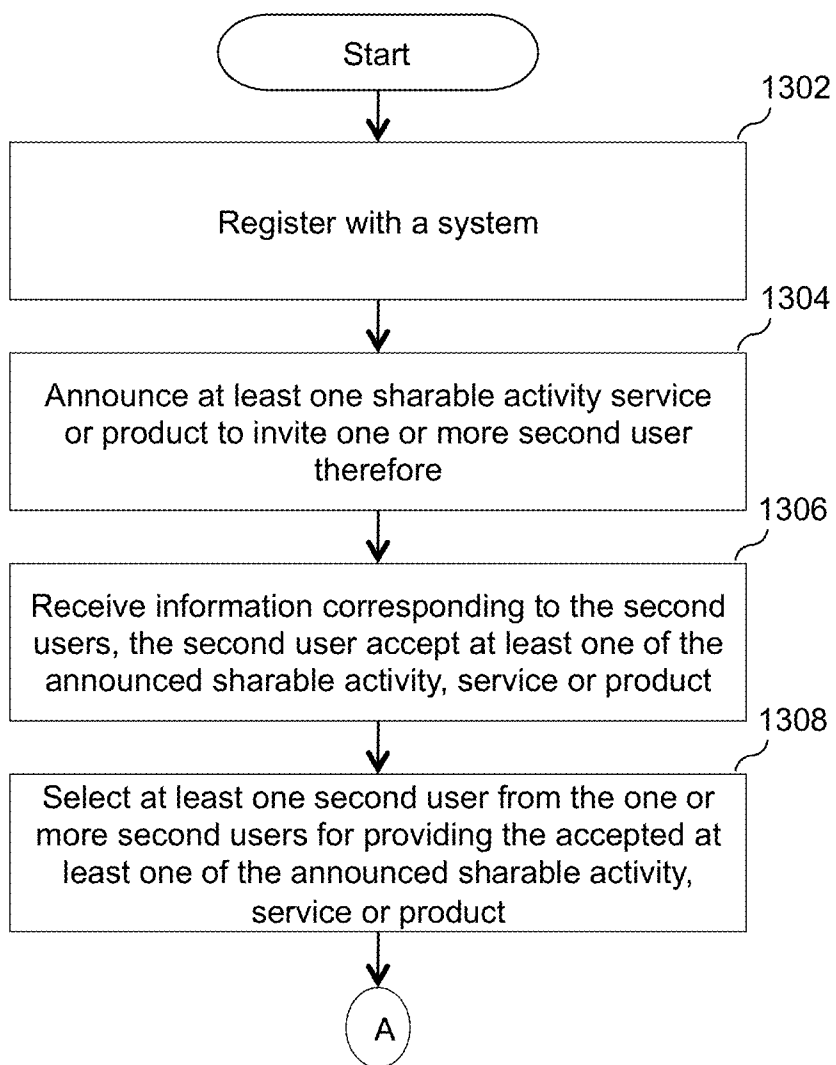 Start
1302
Register with a system
1304
Announce at least one sharable activity service
or product to invite one or more second user
therefore
1306
Receive information corresponding to the second
users, the second user accept at least one of the
announced sharable activity, service or product
1308
Select at least one second user from the one or
more second users for providing the accepted at
least one of the announced sharable activity,
service or product
A